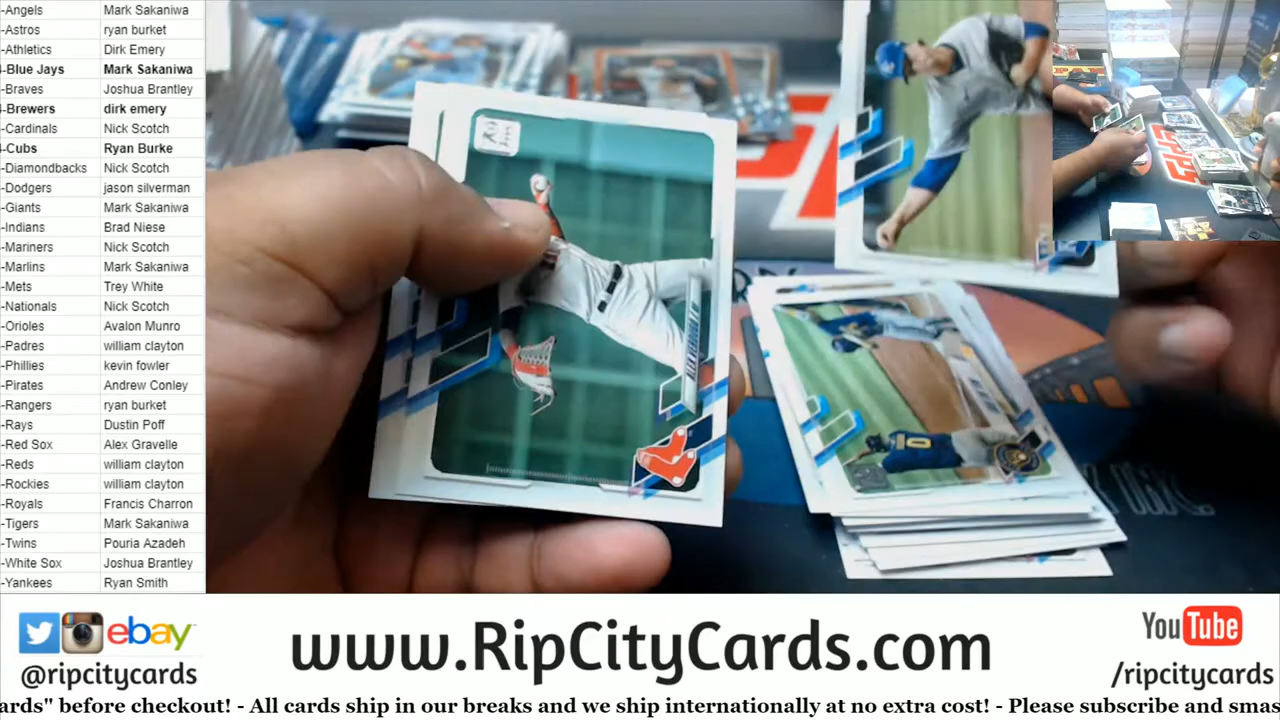 -Angels Mark Sakaniwa
-Astros ryan burket
-Athletics Dirk Emery
-Blue Jays Mark Sakaniwa
-Braves Joshua Brantley
-Brewers dirk emery
-Cardinals Nick Scotch
-Cubs Ryan Burke
-Diamondbacks Nick Scotch
-Dodgers jason silverman
-Giants Mark Sakaniwa
-Indians Brad Niese
-Mariners Nick Scotch
-Marlins Mark Sakaniwa
-Mets Trey White
-Nationals Nick Scotch
-Orioles Avalon Munro
-Padres william clayton
-Phillies kevin fowler
-Pirates Andrew Conley
-Rangers ryan burket
-Rays Dustin Poff
-Red Sox Alex Gravelle
-Reds william clayton
-Rockies william clayton
-Royals Francis Charron
-Tigers Mark Sakaniwa
-Twins Pouria Azadeh
-White Sox Joshua Brantley
-Yankees Ryan Smith
ebay
@ripcitycards
www.RipCityCards.com
YouTube
/ripcitycards
ards" before checkout! - All cards ship in our breaks and we ship internationally at no extra cost! - Please subscribe and smas